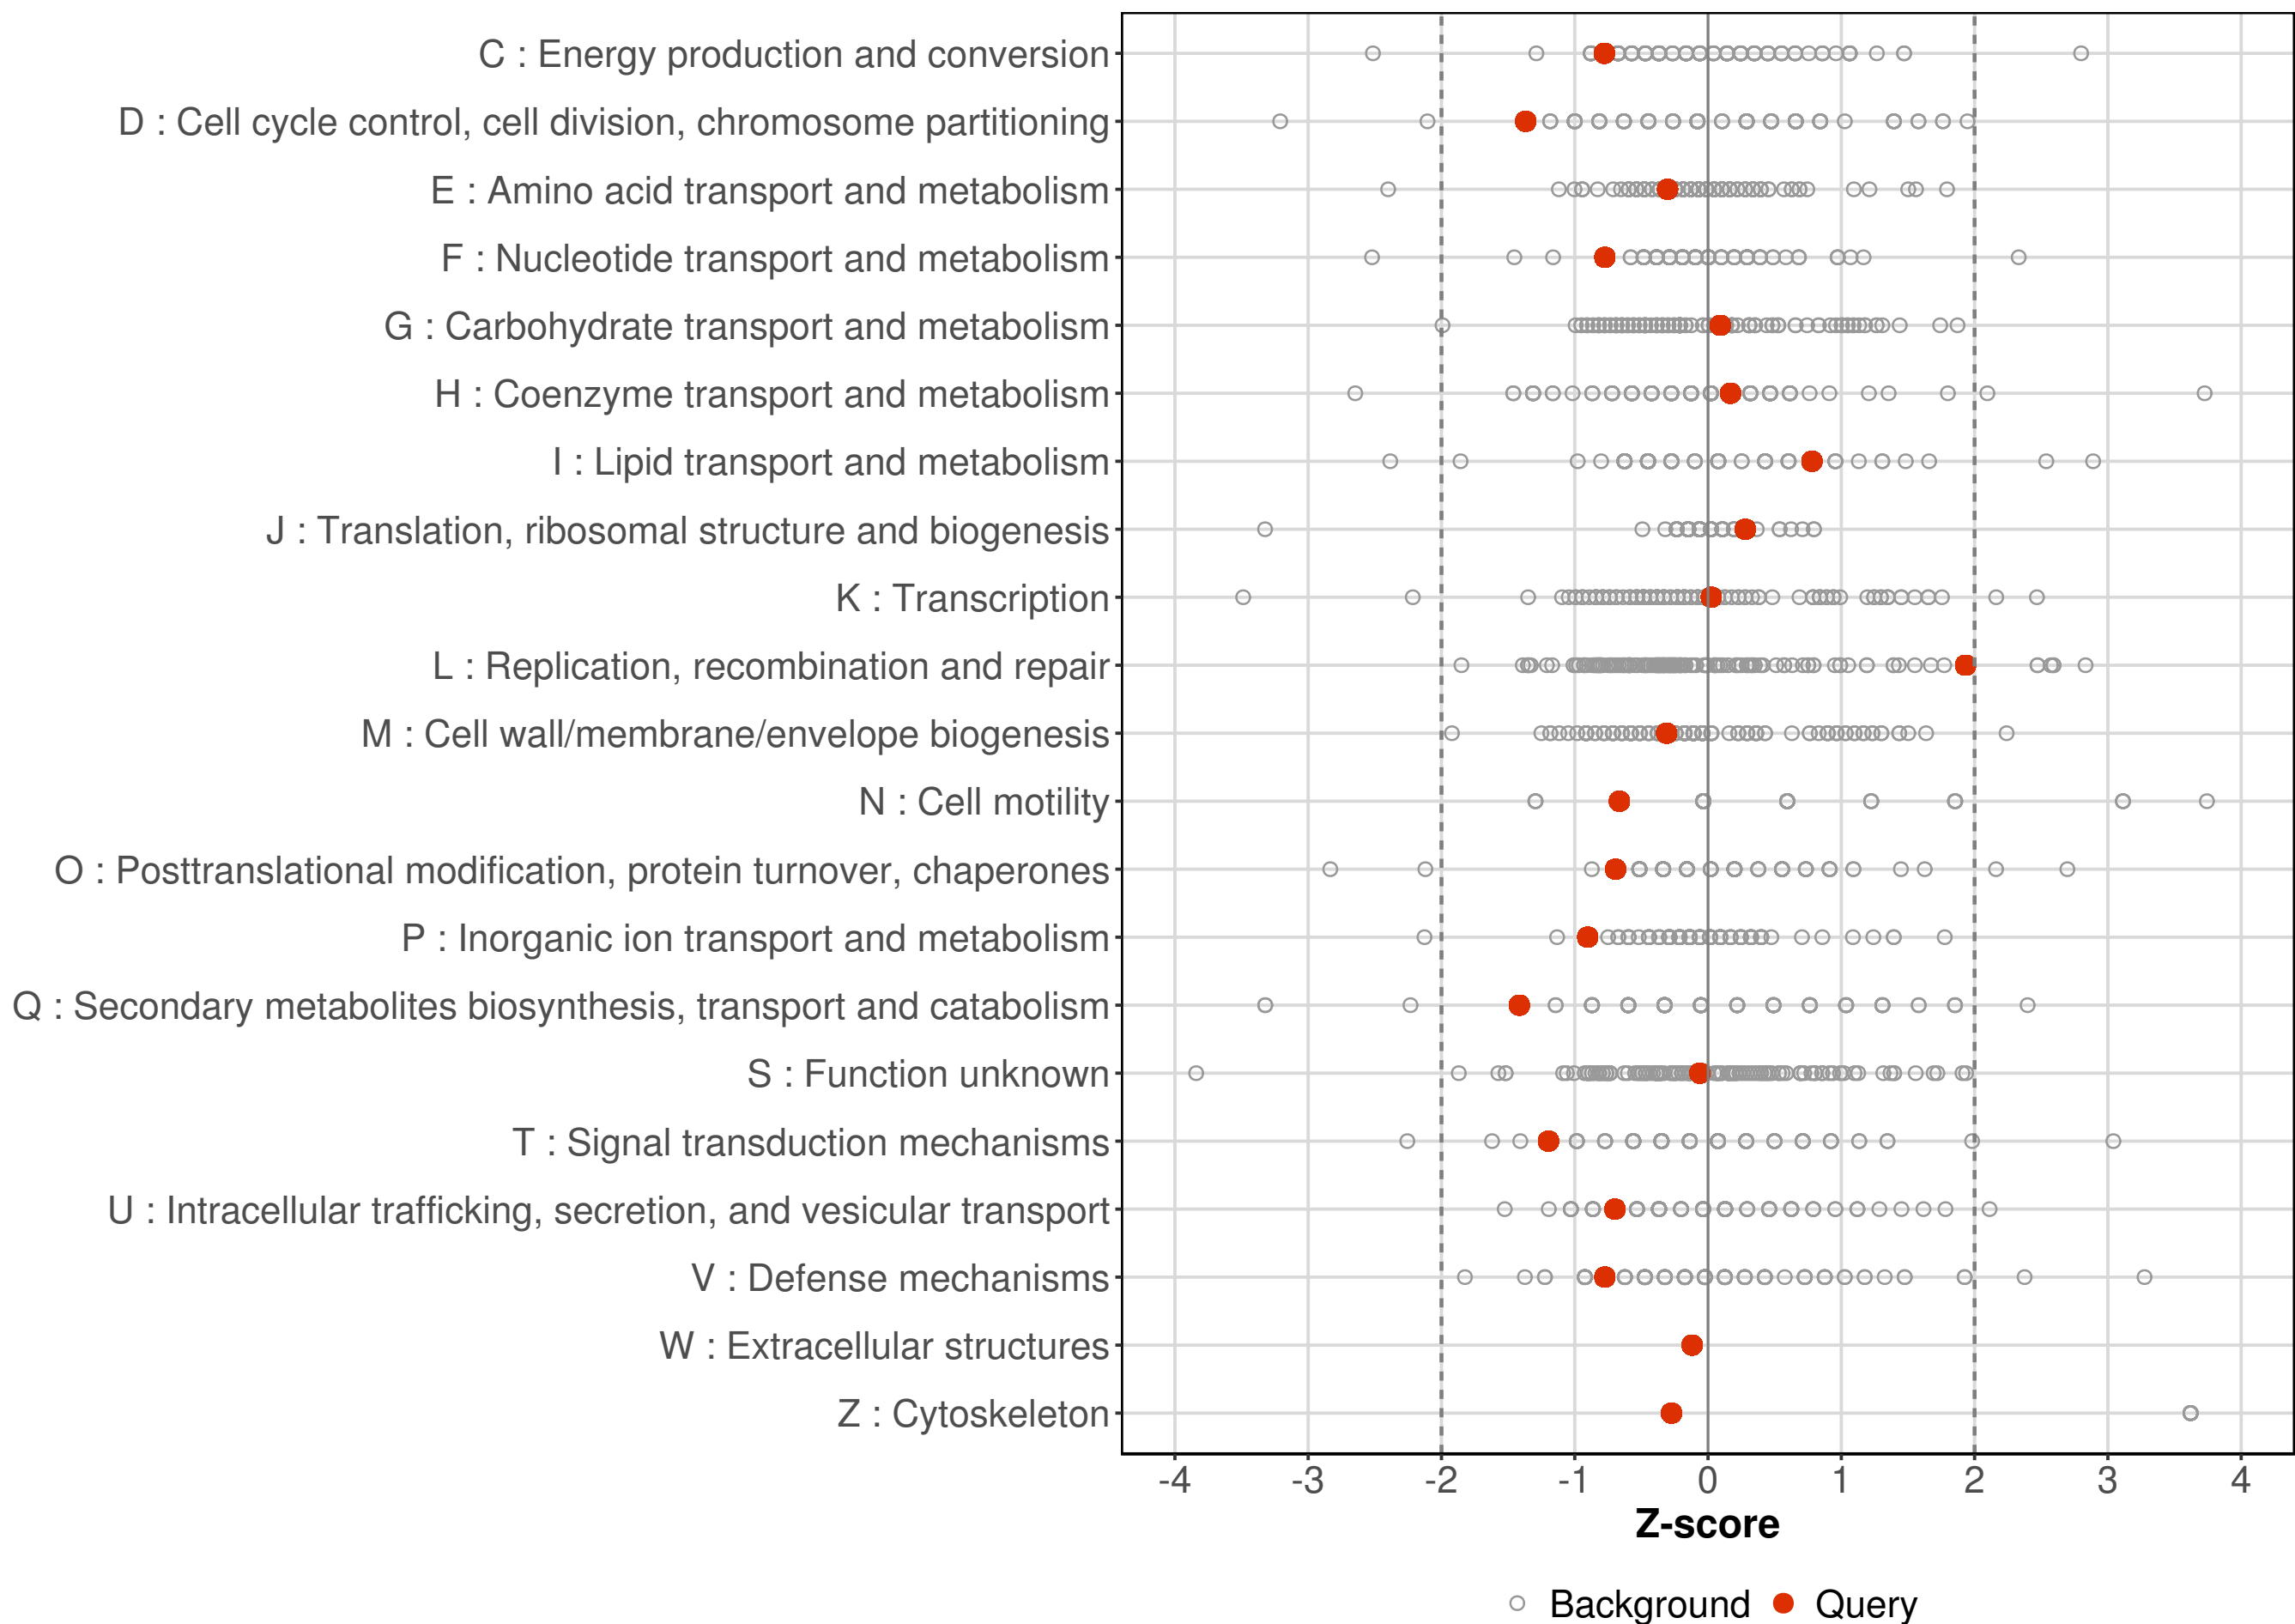 C : Energy production and conversion
D : Cell cycle control, cell division, chromosome partitioning
E : Amino acid transport and metabolism
F : Nucleotide transport and metabolism
G : Carbohydrate transport and metabolism
H : Coenzyme transport and metabolism
I : Lipid transport and metabolism
J : Translation, ribosomal structure and biogenesis
K : Transcription
L : Replication, recombination and repair
M : Cell wall/membrane/envelope biogenesis
N : Cell motility
O : Posttranslational modification, protein turnover, chaperones
P : Inorganic ion transport and metabolism
Q : Secondary metabolites biosynthesis, transport and catabolism
S : Function unknown
T : Signal transduction mechanisms
U : Intracellular trafficking, secretion, and vesicular transport
V : Defense mechanisms
W : Extracellular structures
Z : Cytoskeleton
-4 -3 -2 -1 0 1 2 3 4
Z-score
Background Query